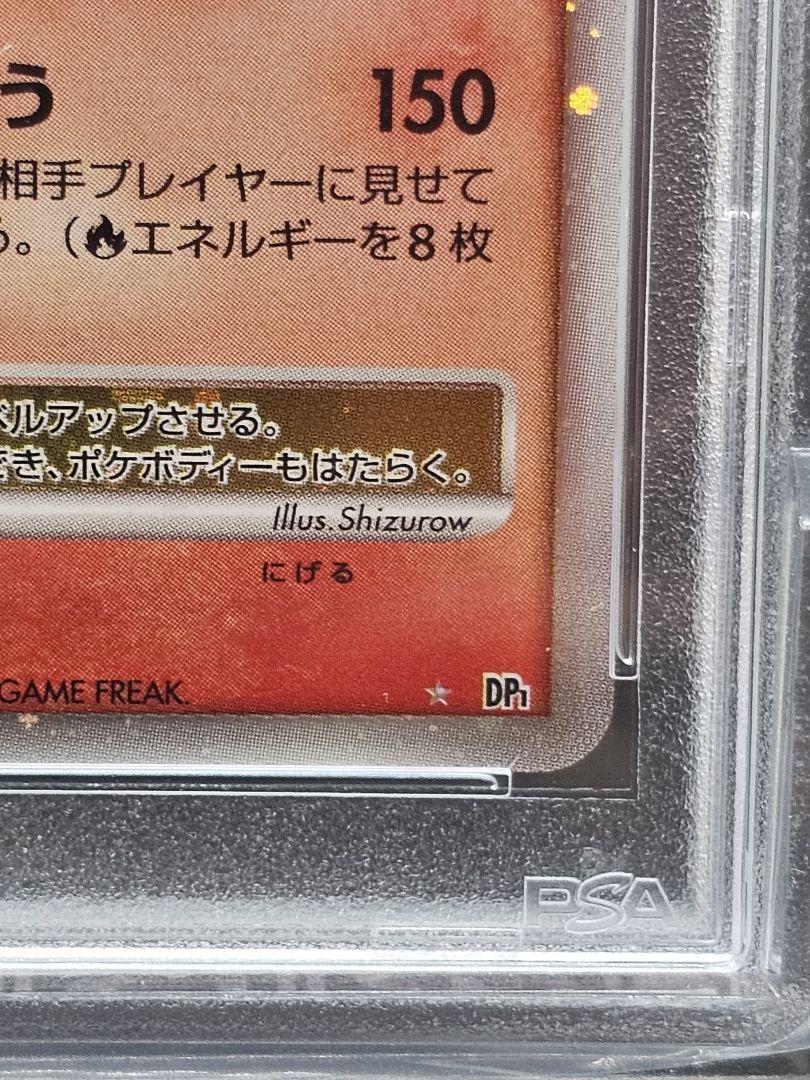 う 150
相手プレイヤーに見せて
。(エネルギーを8枚
ベルアップさせる。
でき、ポケボディーもはたらく。
Illus. Shizurow
にげる
GAME FREAK.
DP1
PSA